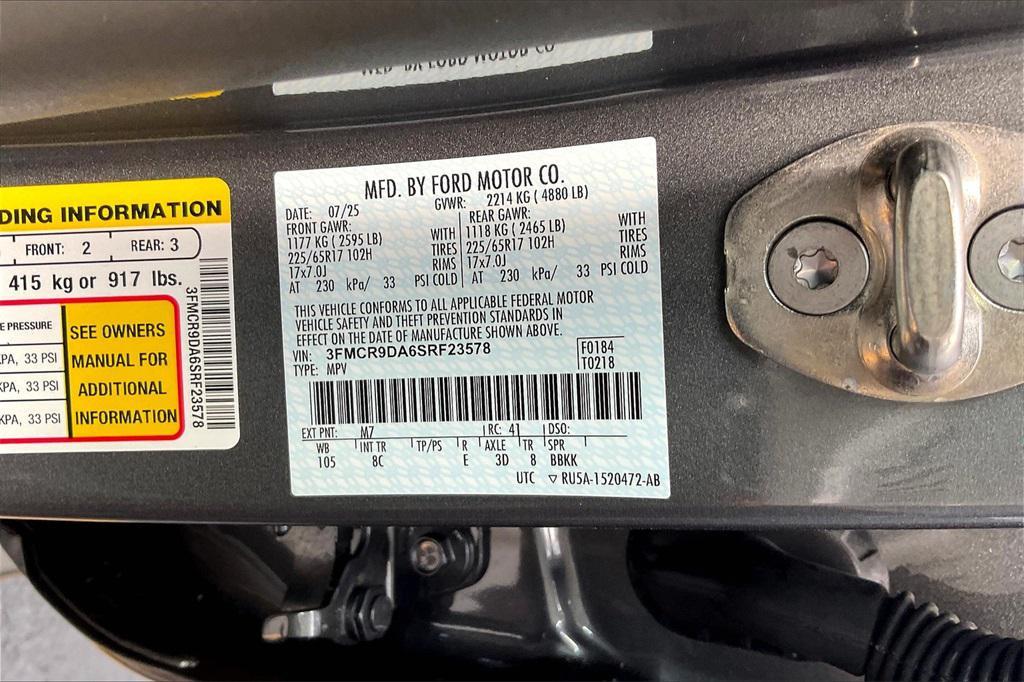 DING INFORMATION
FRONT: 2 REAR: 3
415 kg or 917 lbs.
E PRESSURE
KPA, 33 PSI
KPA, 33 PSI
KPA, 33 PSI
SEE OWNERS
MANUAL FOR
ADDITIONAL
INFORMATION
3FMCR9DA6SRF23578
MFD. BY FORD MOTOR CO.
DATE: 07/25 GVWR: 2214 KG ( 4880 LB)
FRONT GAWR: REAR GAWR:
1177 KG ( 2595 LB) WITH 1118 KG ( 2465 LB) WITH
225/65R17 102H TIRES 225/65R17 102H TIRES
17x7.0J RIMS 17x7.0J RIMS
AT 230 kPa/ 33 PSI COLD AT 230 kPa/ 33 PSI COLD
THIS VEHICLE CONFORMS TO ALL APPLICABLE FEDERAL MOTOR
VEHICLE SAFETY AND THEFT PREVENTION STANDARDS IN
EFFECT ON THE DATE OF MANUFACTURE SHOWN ABOVE.
VIN: 3FMCR9DA6SRF23578 F0184
TYPE: MPV T0218
EXT PNT: M7 RC: 41 DSO:
WB INT TR TP/PS R AXLE TR SPR
105 8C E 3D 8 BBKK
UTC ▽ RU5A-1520472-AB